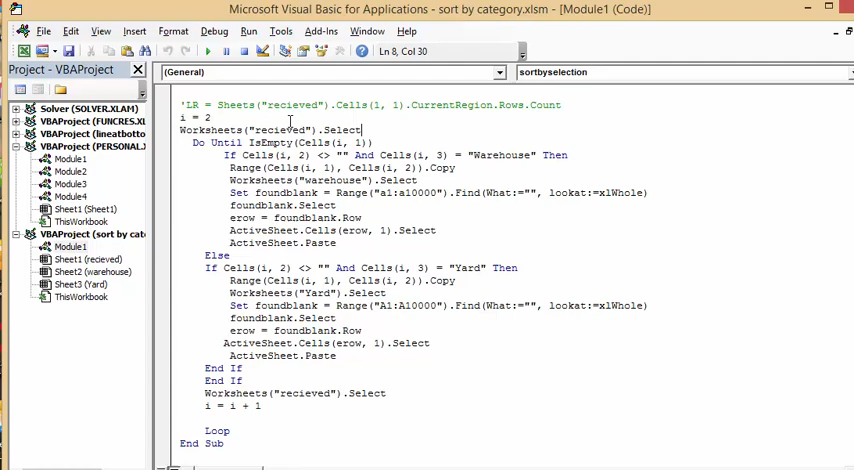 Microsoft Visual Basic for Applications - sort by category.xlsm - [Module1 (Code)]
File Edit View Insert Format Debug Run Tools Add-Ins Window Help
Ln 8, Col 30
Project - VBAProject
(General)
sortbyselection
Solver (SOLVER.XLAM)
VBAProject (FUNCRES.XL
VBAProject (lineatbottom
VBAProject (PERSONAL.X
Module1
Module2
Module3
Module4
Sheet1 (Sheet1)
ThisWorkbook
VBAProject (sort by cate
Module1
Sheet1 (recieved)
Sheet2 (warehouse)
Sheet3 (Yard)
ThisWorkbook
'LR = Sheets("recieved").Cells(1, 1).CurrentRegion.Rows.Count
i = 2
Worksheets("recieved").Select
Do Until IsEmpty(Cells(i, 1))
If Cells(i, 2) <> "" And Cells(i, 3) = "Warehouse" Then
Range(Cells(i, 1), Cells(i, 2)).Copy
Worksheets("warehouse").Select
Set foundblank = Range("a1:a10000").Find(What:="", lookat:=xlWhole)
foundblank.Select
erow = foundblank.Row
ActiveSheet.Cells(erow, 1).Select
ActiveSheet.Paste
Else
If Cells(i, 2) <> "" And Cells(i, 3) = "Yard" Then
Range(Cells(i, 1), Cells(i, 2)).Copy
Worksheets("Yard").Select
Set foundblank = Range("A1:A10000").Find(What:="", lookat:=xlWhole)
foundblank.Select
erow = foundblank.Row
ActiveSheet.Cells(erow, 1).Select
ActiveSheet.Paste
End If
End If
Worksheets("recieved").Select
i = i + 1
Loop
End Sub